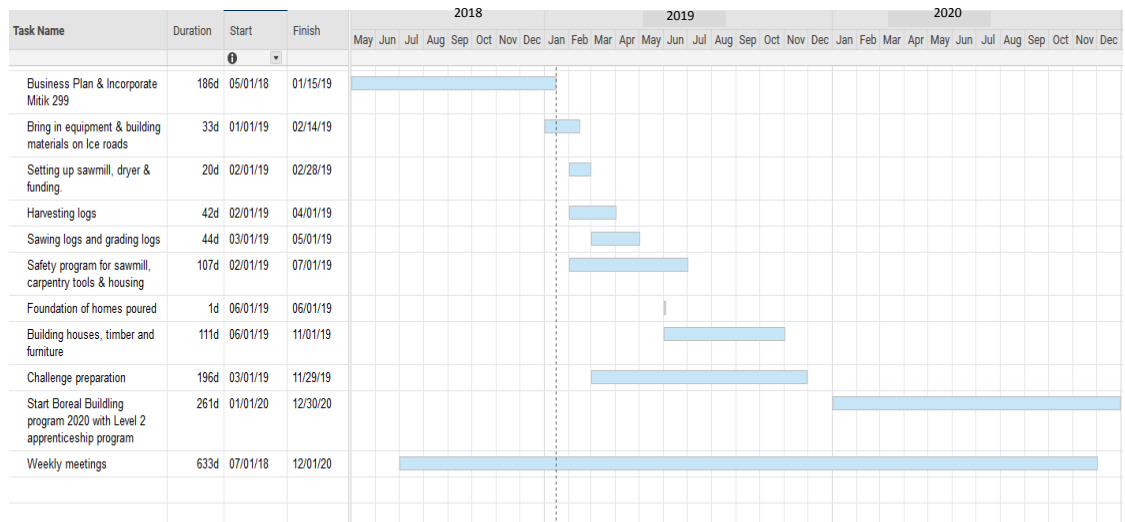 2018 2019 2020
Task Name Duration Start Finish
May Jun Jul Aug Sep Oct Nov Dec Jan Feb Mar Apr May Jun Jul Aug Sep Oct Nov Dec Jan Feb Mar Apr May Jun Jul Aug Sep Oct Nov Dec
Business Plan & Incorporate 186d 05/01/18 01/15/19
Mitik 299
Bring in equipment & building 33d 01/01/19 02/14/19
materials on Ice roads
Setting up sawmill, dryer & 20d 02/01/19 02/28/19
funding.
Harvesting logs 42d 02/01/19 04/01/19
Sawing logs and grading logs 44d 03/01/19 05/01/19
Safety program for sawmill, 107d 02/01/19 07/01/19
carpentry tools & housing
Foundation of homes poured 1d 06/01/19 06/01/19
Building houses, timber and 111d 06/01/19 11/01/19
furniture
Challenge preparation 196d 03/01/19 11/29/19
Start Boreal Buildling 261d 01/01/20 12/30/20
program 2020 with Level 2
apprenticeship program
Weekly meetings 633d 07/01/18 12/01/20